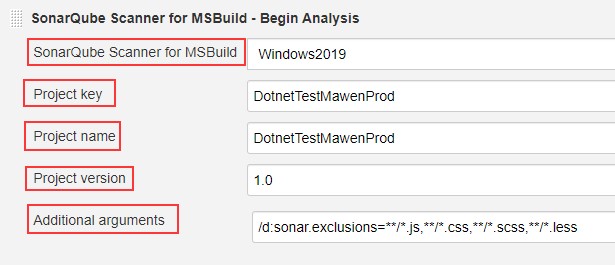 SonarQube Scanner for MSBuild - Begin Analysis
SonarQube Scanner for MSBuild Windows2019
Project key DotnetTestMawenProd
Project name DotnetTestMawenProd
Project version 1.0
Additional arguments /d:sonar.exclusions=**/*.js,**/*.css,**/*.scss,**/*.less